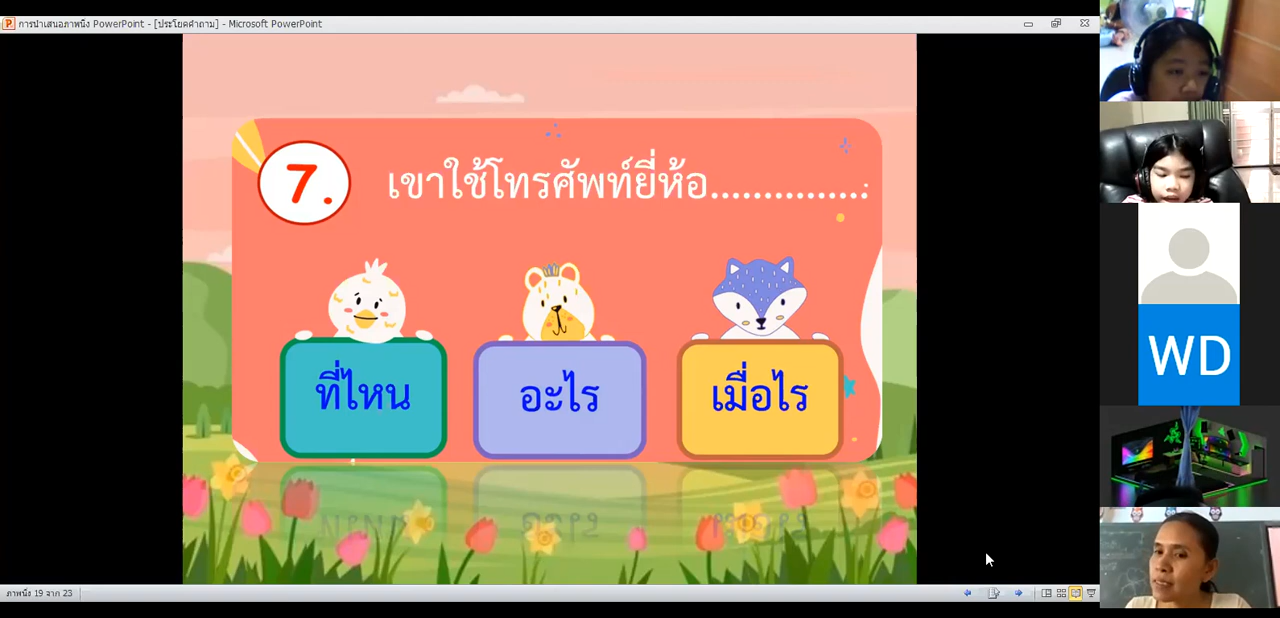 การนำเสนอภาพนิ่ง PowerPoint - [ประโยคคำถาม] - Microsoft PowerPoint
7.
เขาใช้โทรศัพท์ยี่ห้อ...............
ที่ไหน
อะไร
เมื่อไร
WD
ภาพนิ่ง 19 จาก 23